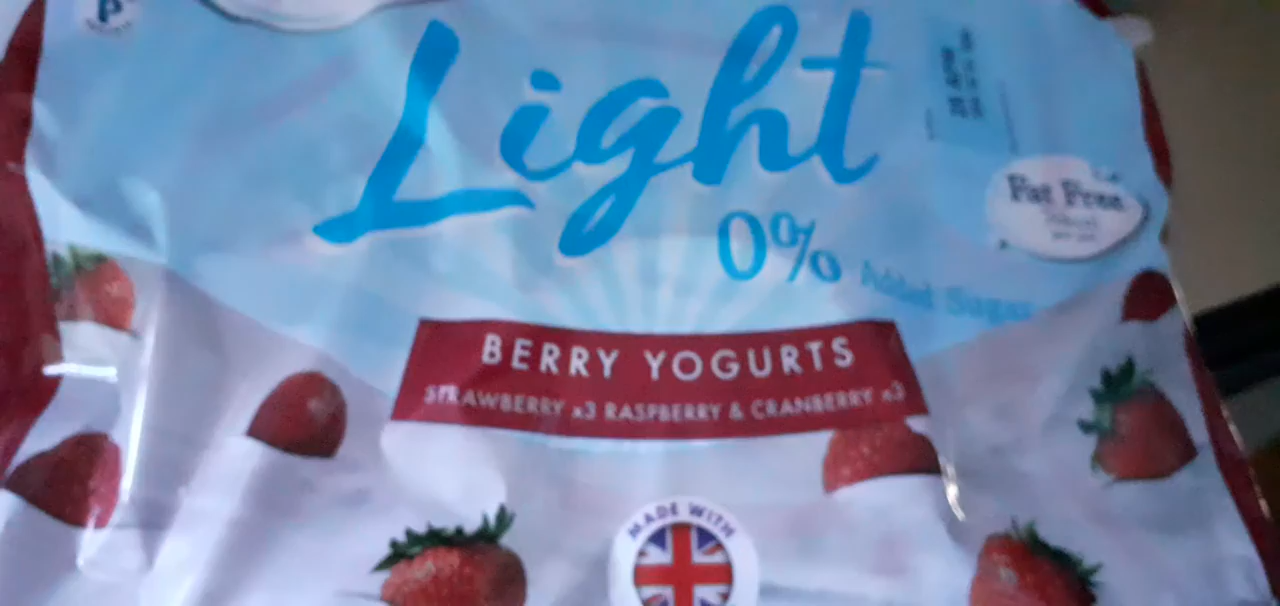 Light
0%
Added Sugar
Fat Free
BERRY YOGURTS
STRAWBERRY x3 RASPBERRY & CRANBERRY x3
MADE WITH